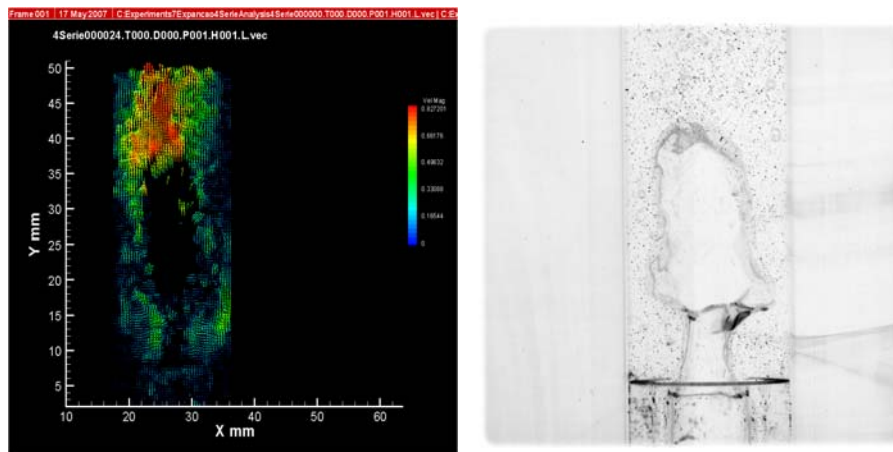 Frame 001 | 17 May 2007 | C:Experiments7Expancao4SerieAnalysis4Serie000000.T000.D000.P001.H001.L.vec | C:Ex
4Serie000024.T000.D000.P001.H001.L.vec
Vel Mag
0.827201
0.66176
0.49632
0.33088
0.16544
0
Y mm
50
45
40
35
30
25
20
15
10
5
10 20 30 40 50 60
X mm